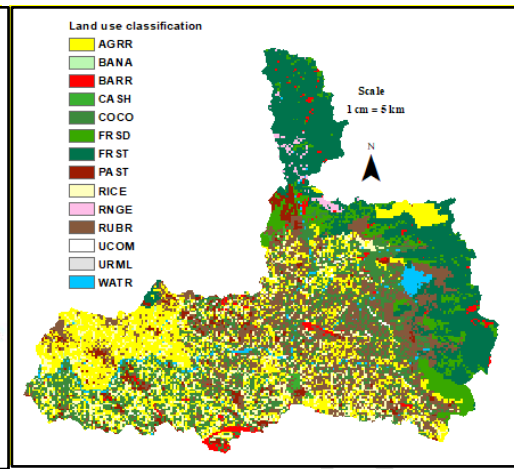 Land use classification
AGRR
BANA
BARR
CASH
COCO
FRSD
FRST
PAST
RICE
RNGE
RUBR
UCOM
URML
WATR
Scale
1 cm = 5 km
N